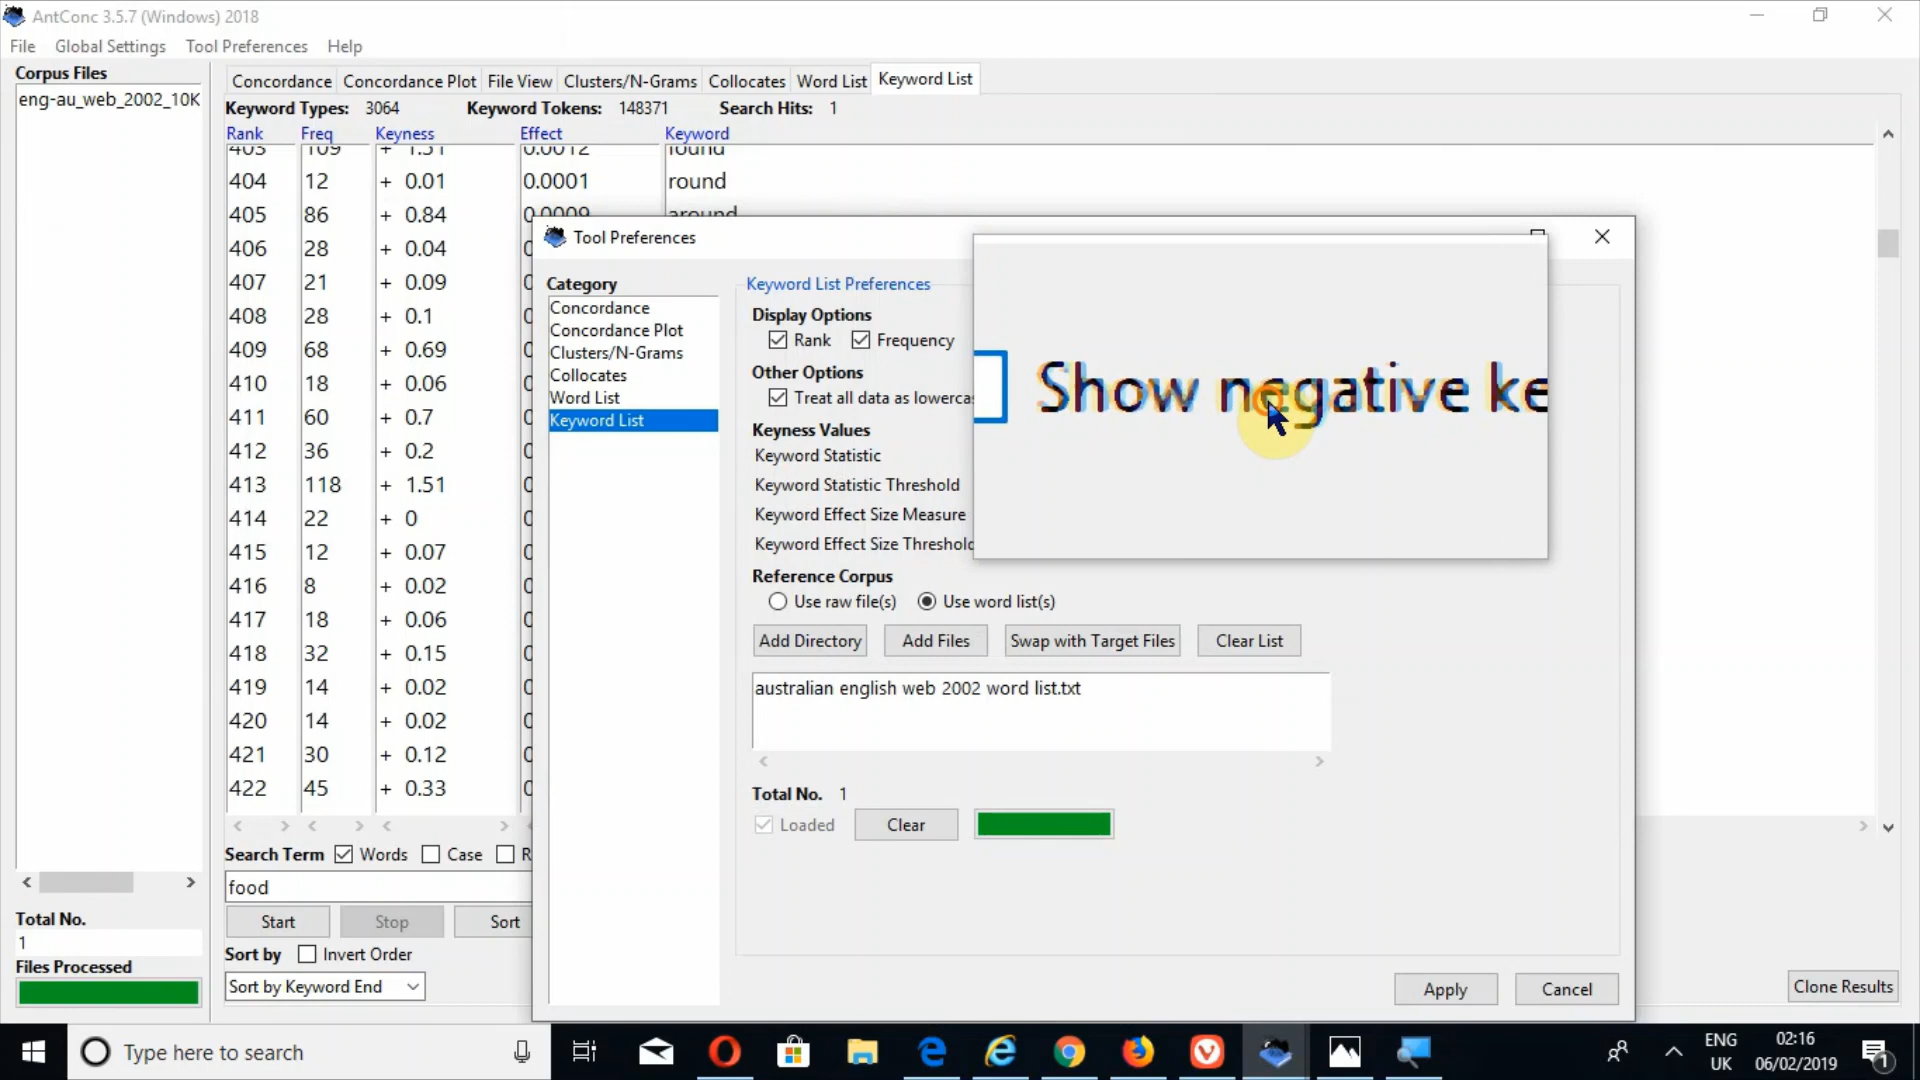 AntConc 3.5.7 (Windows) 2018
File Global Settings Tool Preferences Help
Corpus Files
eng-au_web_2002_10K
Concordance Concordance Plot File View Clusters/N-Grams Collocates Word List Keyword List
Keyword Types: 3064 Keyword Tokens: 148371 Search Hits: 1
Rank Freq Keyness Effect Keyword
403 109 + 1.51 0.0012 round
404 12 + 0.01 0.0001 round
405 86 + 0.84 0.0009 around
406 28 + 0.04
407 21 + 0.09
408 28 + 0.1
409 68 + 0.69
410 18 + 0.06
411 60 + 0.7
412 36 + 0.2
413 118 + 1.51
414 22 + 0
415 12 + 0.07
416 8 + 0.02
417 18 + 0.06
418 32 + 0.15
419 14 + 0.02
420 14 + 0.02
421 30 + 0.12
422 45 + 0.33
Search Term Words Case R
food
Start Stop Sort
Sort by Invert Order
Sort by Keyword End
Total No.
1
Files Processed
Clone Results
Tool Preferences
Category
Concordance
Concordance Plot
Clusters/N-Grams
Collocates
Word List
Keyword List
Keyword List Preferences
Display Options
Rank Frequency
Other Options
Treat all data as lowerca
Show negative ke
Keyness Values
Keyword Statistic
Keyword Statistic Threshold
Keyword Effect Size Measure
Keyword Effect Size Threshold
Reference Corpus
Use raw file(s) Use word list(s)
Add Directory Add Files Swap with Target Files Clear List
australian english web 2002 word list.txt
Total No. 1
Loaded Clear
Apply Cancel
Type here to search
ENG
UK
02:16
06/02/2019
1